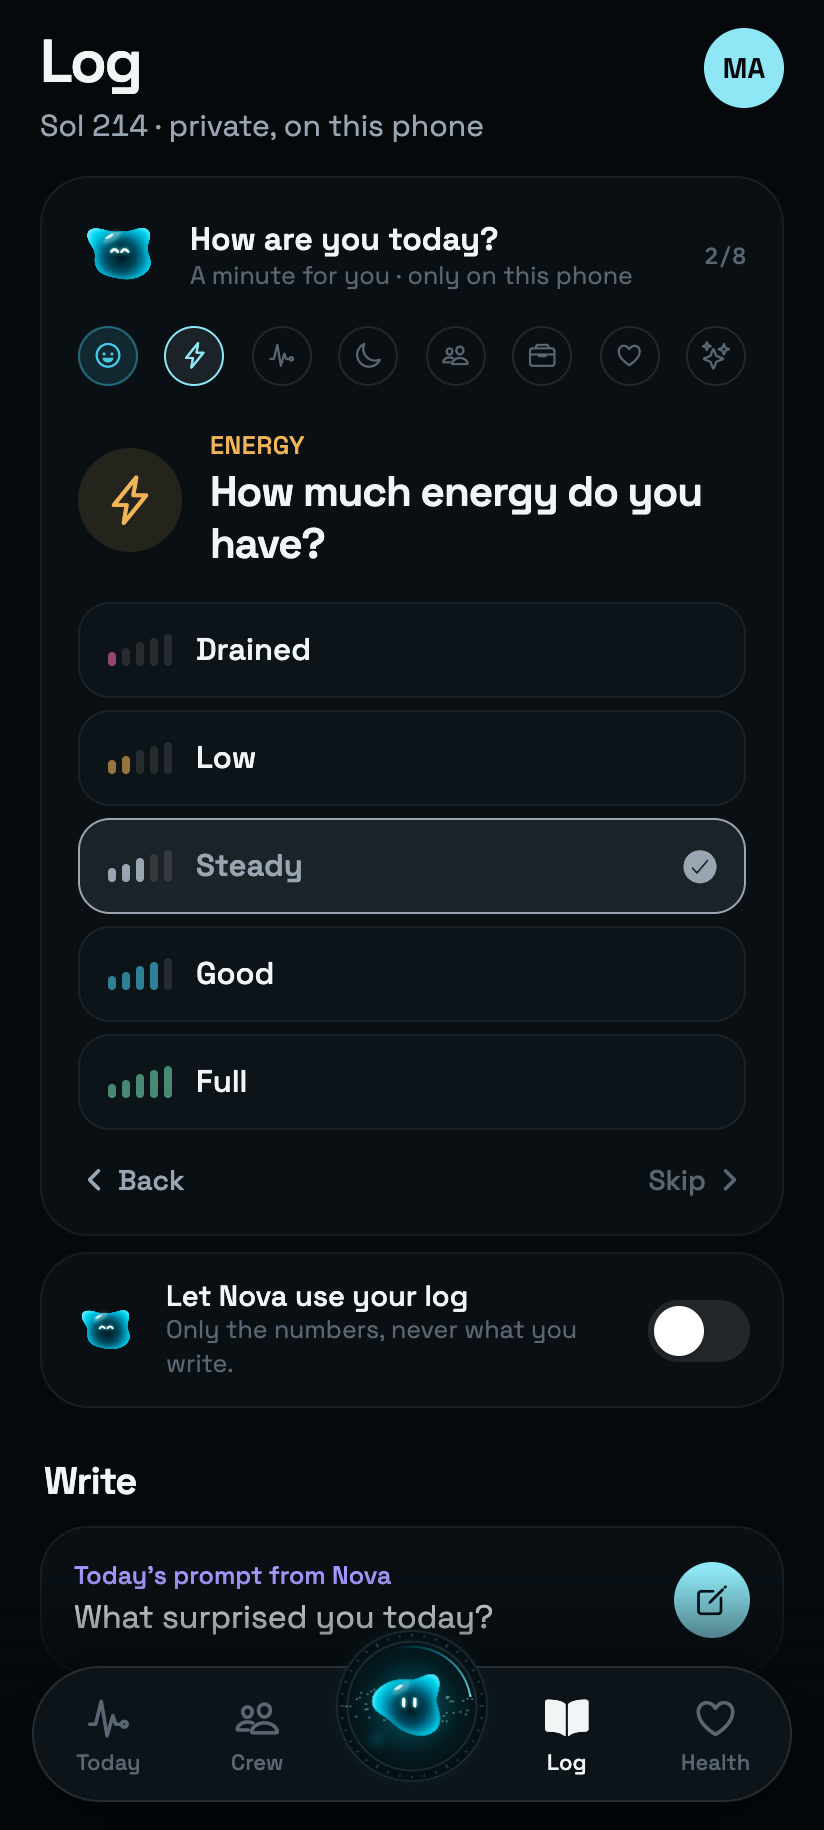 Log
MA
Sol 214 · private, on this phone
How are you today?
A minute for you · only on this phone
2/8
ENERGY
How much energy do you
have?
Drained
Low
Steady
Good
Full
Back
Skip
Let Nova use your log
Only the numbers, never what you
write.
Write
Today's prompt from Nova
What surprised you today?
Today
Crew
Log
Health